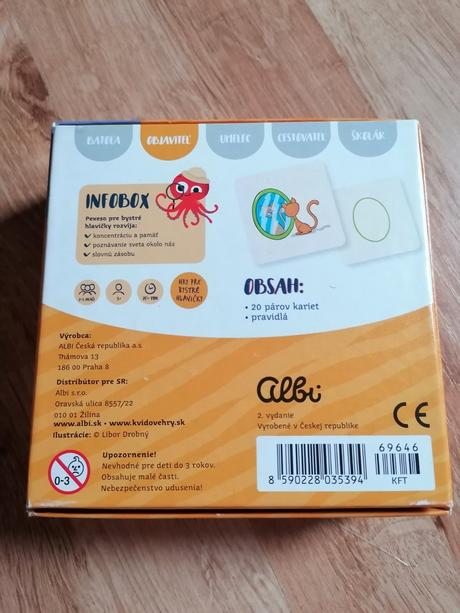 BATOĽA OBJAVITEĽ UMELEC CESTOVATEĽ ŠKOLÁK
INFOBOX
Pexeso pre bystré
hlavičky rozvíja:
koncentráciu a pamäť
poznávanie sveta okolo nás
slovnú zásobu
3+
HRY PRE
BYSTRÉ
HLAVIČKY
OBSAH:
• 20 párov kariet
• pravidlá
Výrobca:
ALBI Česká republika a.s.
Thámova 13
186 00 Praha 8
Distribútor pre SR:
Albi s.r.o.
Oravská ulica 8557/22
010 01 Žilina
www.albi.sk • www.kvidovehry.sk
Ilustrácie: © Libor Drobný
albi
2. vydanie
Vyrobené v Českej republike
CE
0-3
Upozornenie!
Nevhodné pre deti do 3 rokov.
Obsahuje malé časti.
Nebezpečenstvo udusenia!
69646
8 590228 035394
KFT